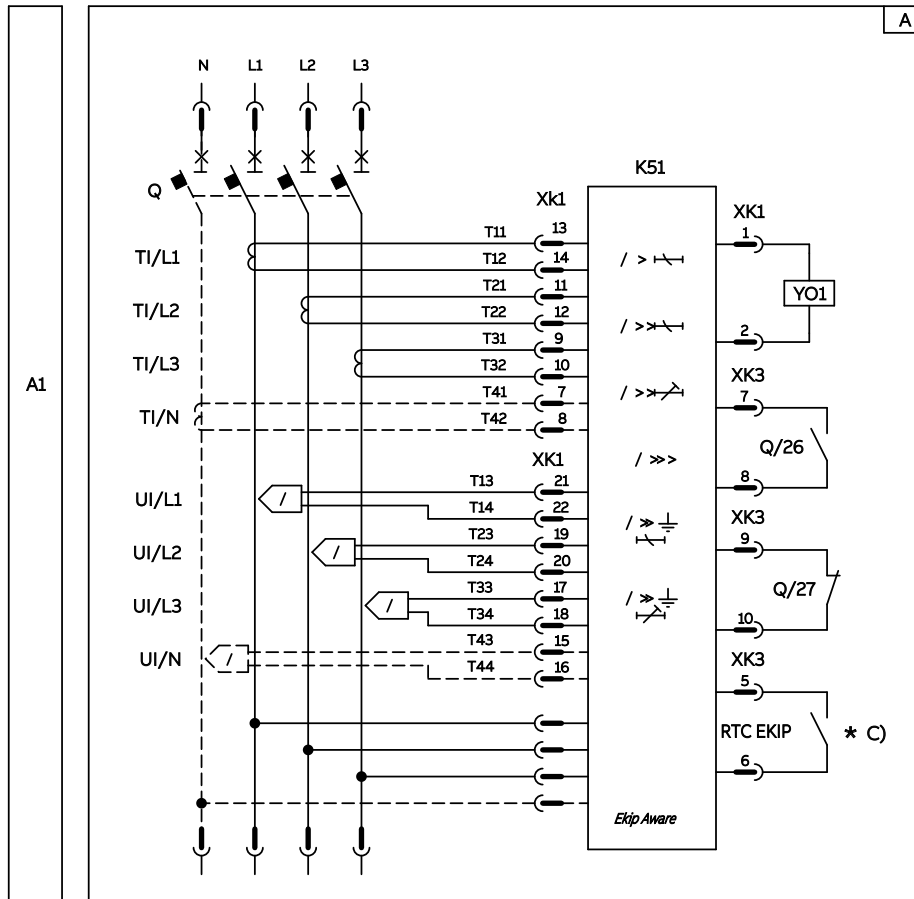 A
N L1 L2 L3
K51
Q
Xk1
XK1
T11 13
1
TI/L1
T12 14
I >
T21 11
YO1
TI/L2
T22 12
I >>
2
T31 9
TI/L3
T32 10
XK3
A1
T41 7
I >>
7
TI/N
T42 8
Q/26
XK1
I >>>
T13 21
8
UI/L1
I
T14 22
XK3
I >>
T23 19
9
UI/L2
I
T24 20
T33 17
Q/27
UI/L3
I
I >>
T34 18
10
T43 15
UI/N
I
T44 16
XK3
5
RTC EKIP
* C)
6
Ekip Aware